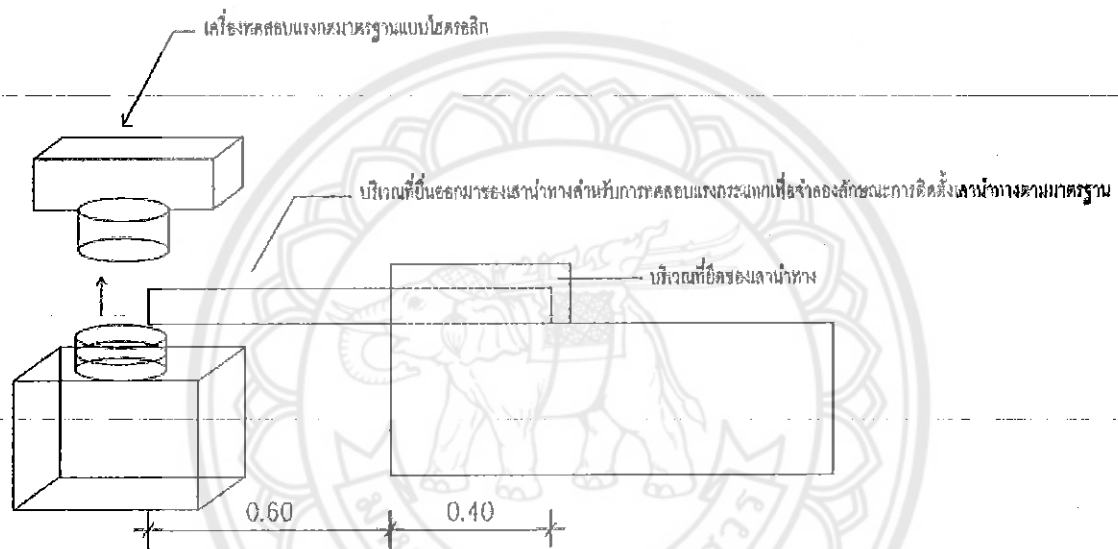 เครื่องทดสอบแรงกดมาตรฐานแบบไฮดรอลิก
บริเวณที่ยื่นออกมาของเสานำทางสำหรับการทดสอบแรงกระแทกเพื่อจำลองลักษณะการติดตั้งเสานำทางตามมาตรฐาน
บริเวณที่ยึดของเสานำทาง
0.60
0.40